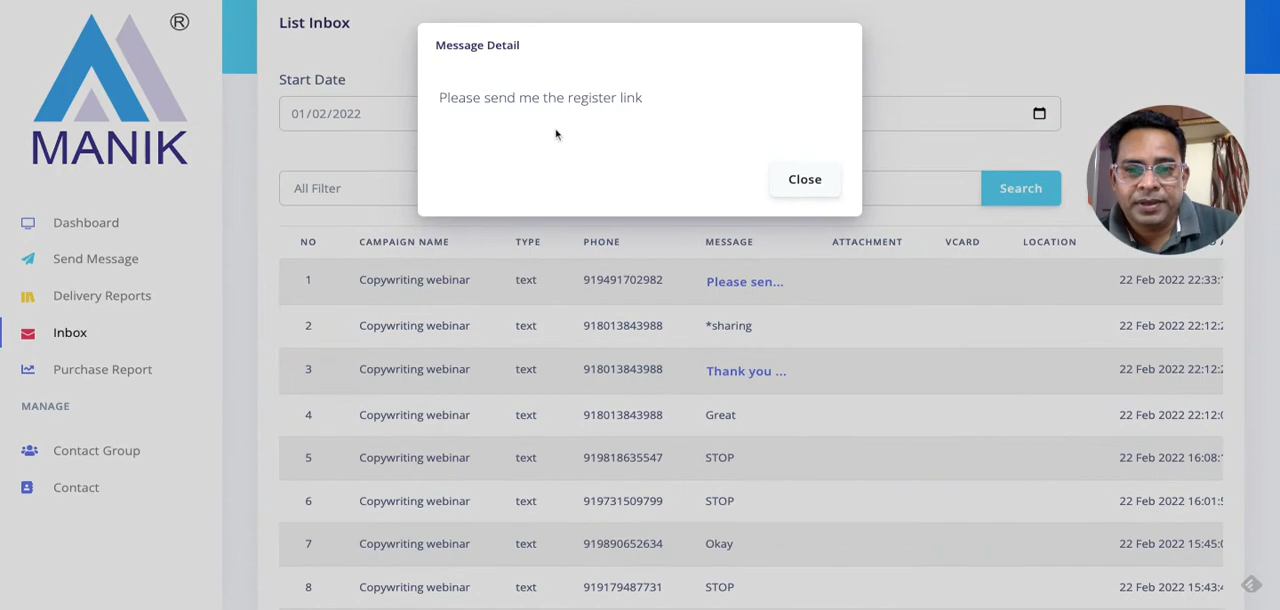 ®
MANIK
Dashboard
Send Message
Delivery Reports
Inbox
Purchase Report
MANAGE
Contact Group
Contact
List Inbox
Start Date
01/02/2022
All Filter
Search
Message Detail
Please send me the register link
Close
NO CAMPAIGN NAME TYPE PHONE MESSAGE ATTACHMENT VCARD LOCATION
1 Copywriting webinar text 919491702982 Please sen... 22 Feb 2022 22:33:
2 Copywriting webinar text 918013843988 *sharing 22 Feb 2022 22:12:
3 Copywriting webinar text 918013843988 Thank you ... 22 Feb 2022 22:12:
4 Copywriting webinar text 918013843988 Great 22 Feb 2022 22:12:
5 Copywriting webinar text 919818635547 STOP 22 Feb 2022 16:08:
6 Copywriting webinar text 919731509799 STOP 22 Feb 2022 16:01:
7 Copywriting webinar text 919890652634 Okay 22 Feb 2022 15:45:
8 Copywriting webinar text 919179487731 STOP 22 Feb 2022 15:43: